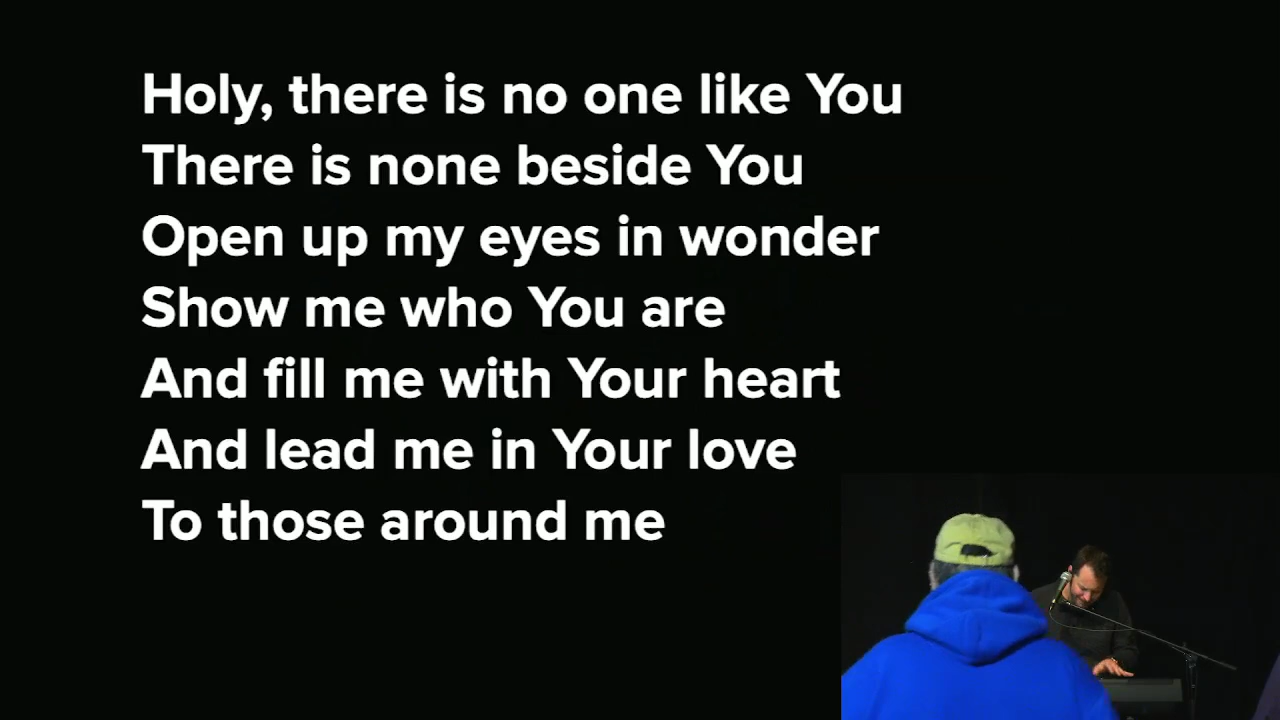 Holy, there is no one like You
There is none beside You
Open up my eyes in wonder
Show me who You are
And fill me with Your heart
And lead me in Your love
To those around me